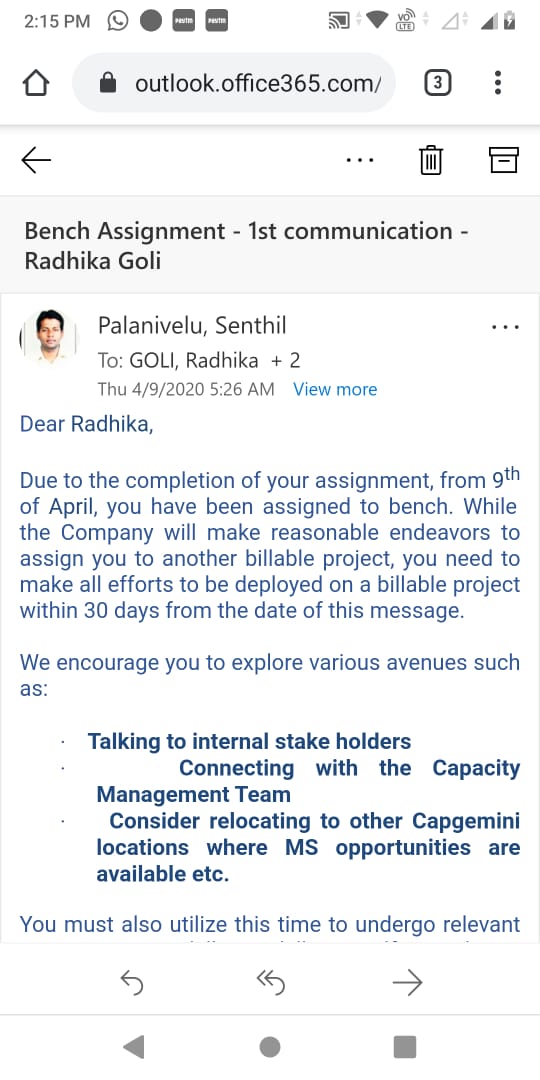 2:15 PM
Paytm Paytm
VO
LTE
outlook.office365.com/
3
Bench Assignment - 1st communication -
Radhika Goli
Palanivelu, Senthil
To: GOLI, Radhika + 2
Thu 4/9/2020 5:26 AM View more
Dear Radhika,
Due to the completion of your assignment, from 9th
of April, you have been assigned to bench. While
the Company will make reasonable endeavors to
assign you to another billable project, you need to
make all efforts to be deployed on a billable project
within 30 days from the date of this message.
We encourage you to explore various avenues such
as:
· Talking to internal stake holders
· Connecting with the Capacity
Management Team
· Consider relocating to other Capgemini
locations where MS opportunities are
available etc.
You must also utilize this time to undergo relevant